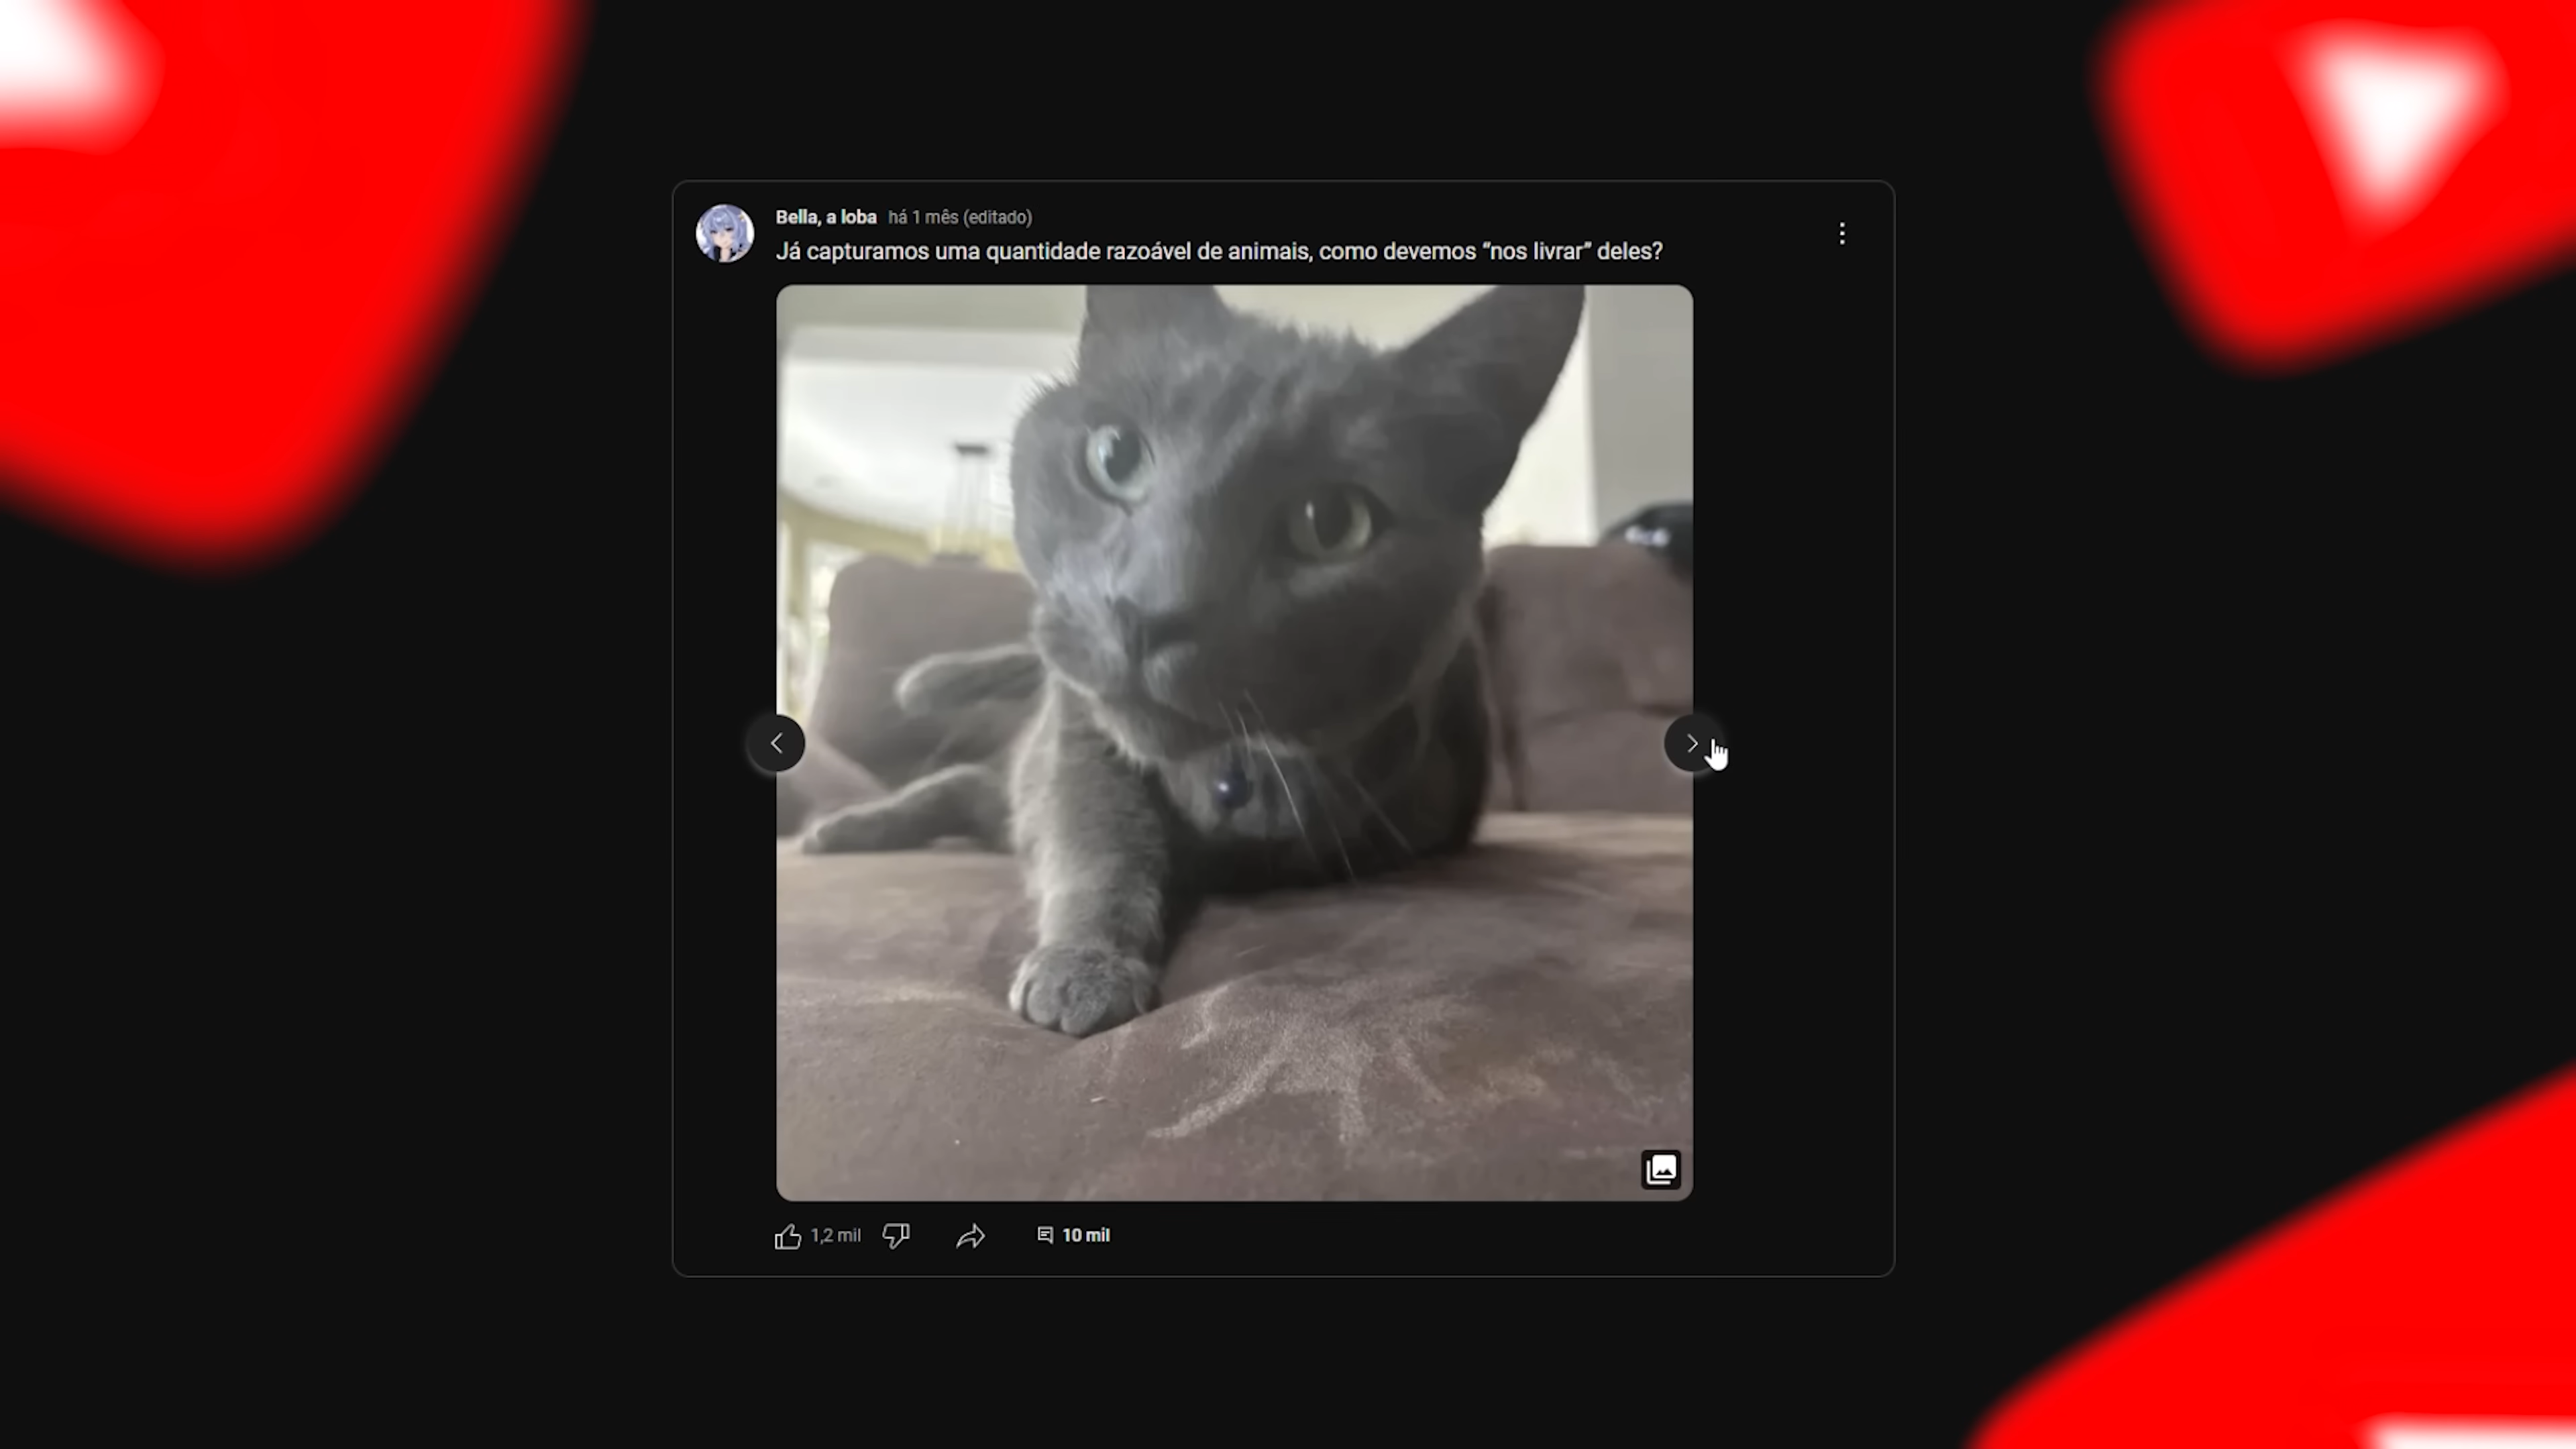 Bella, a loba há 1 mês (editado)
Já capturamos uma quantidade razoável de animais, como devemos “nos livrar” deles?
1,2 mil 10 mil